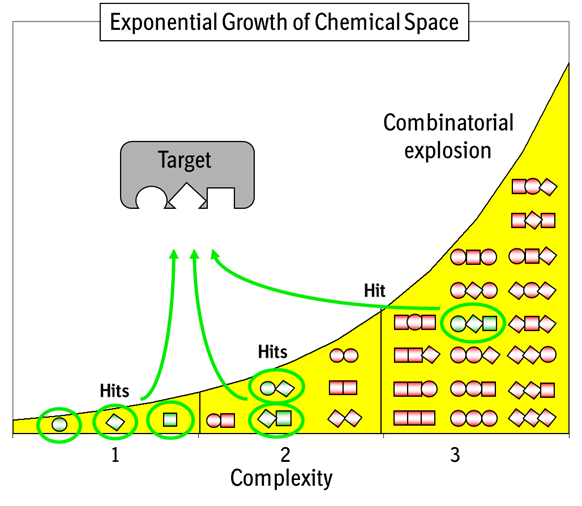 Exponential Growth of Chemical Space
Combinatorial
explosion
Target
Hit
Hits
Hits
1
2
3
Complexity